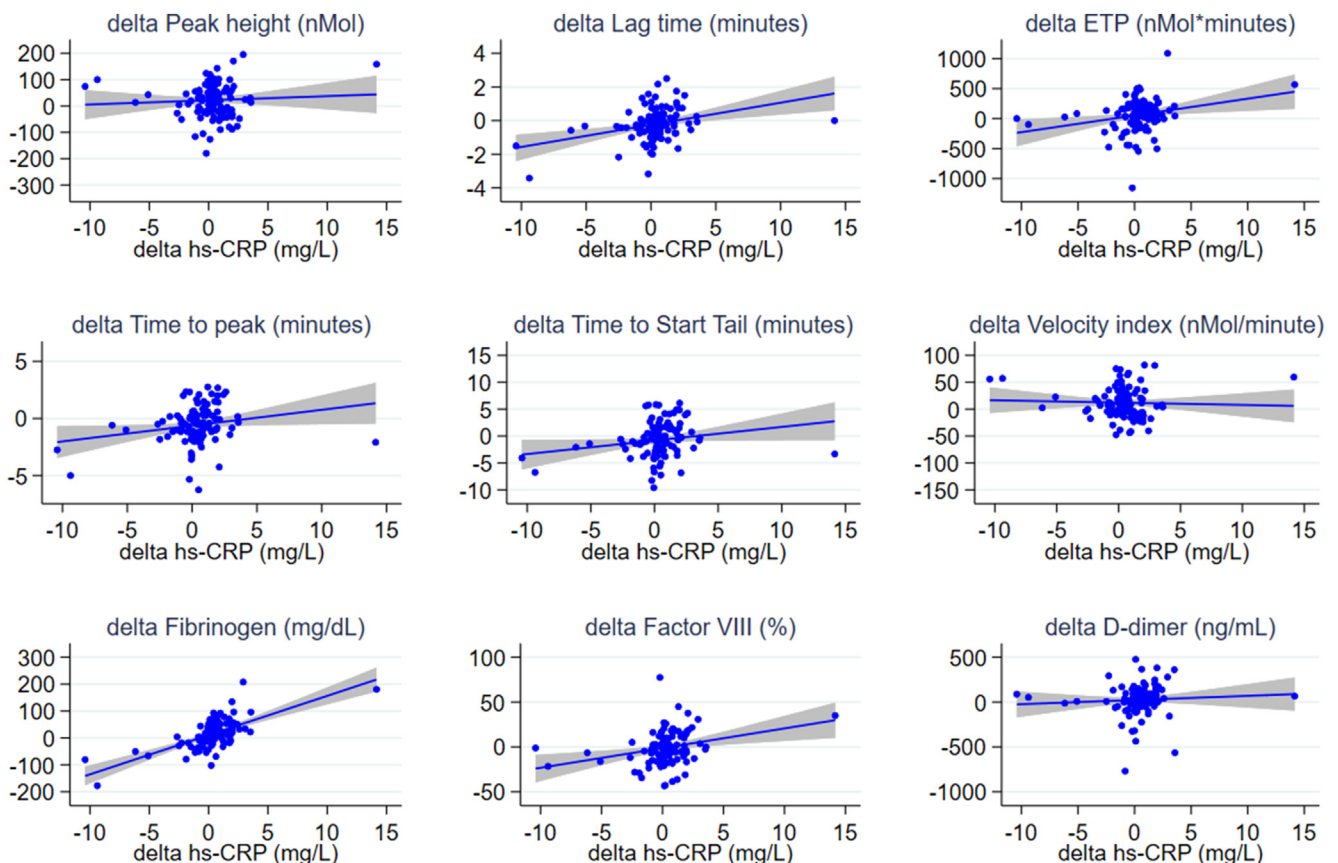 delta Peak height (nMol)
200
100
0
-100
-200
-300
-10 -5 0 5 10 15
delta hs-CRP (mg/L)
delta Lag time (minutes)
4
2
0
-2
-4
-10 -5 0 5 10 15
delta hs-CRP (mg/L)
delta ETP (nMol*minutes)
1000
500
0
-500
-1000
-10 -5 0 5 10 15
delta hs-CRP (mg/L)
delta Time to peak (minutes)
5
0
-5
-10 -5 0 5 10 15
delta hs-CRP (mg/L)
delta Time to Start Tail (minutes)
15
10
5
0
-5
-10
-10 -5 0 5 10 15
delta hs-CRP (mg/L)
delta Velocity index (nMol/minute)
100
50
0
-50
-100
-150
-10 -5 0 5 10 15
delta hs-CRP (mg/L)
delta Fibrinogen (mg/dL)
300
200
100
0
-100
-200
-10 -5 0 5 10 15
delta hs-CRP (mg/L)
delta Factor VIII (%)
100
50
0
-50
-10 -5 0 5 10 15
delta hs-CRP (mg/L)
delta D-dimer (ng/mL)
500
0
-500
-1000
-10 -5 0 5 10 15
delta hs-CRP (mg/L)